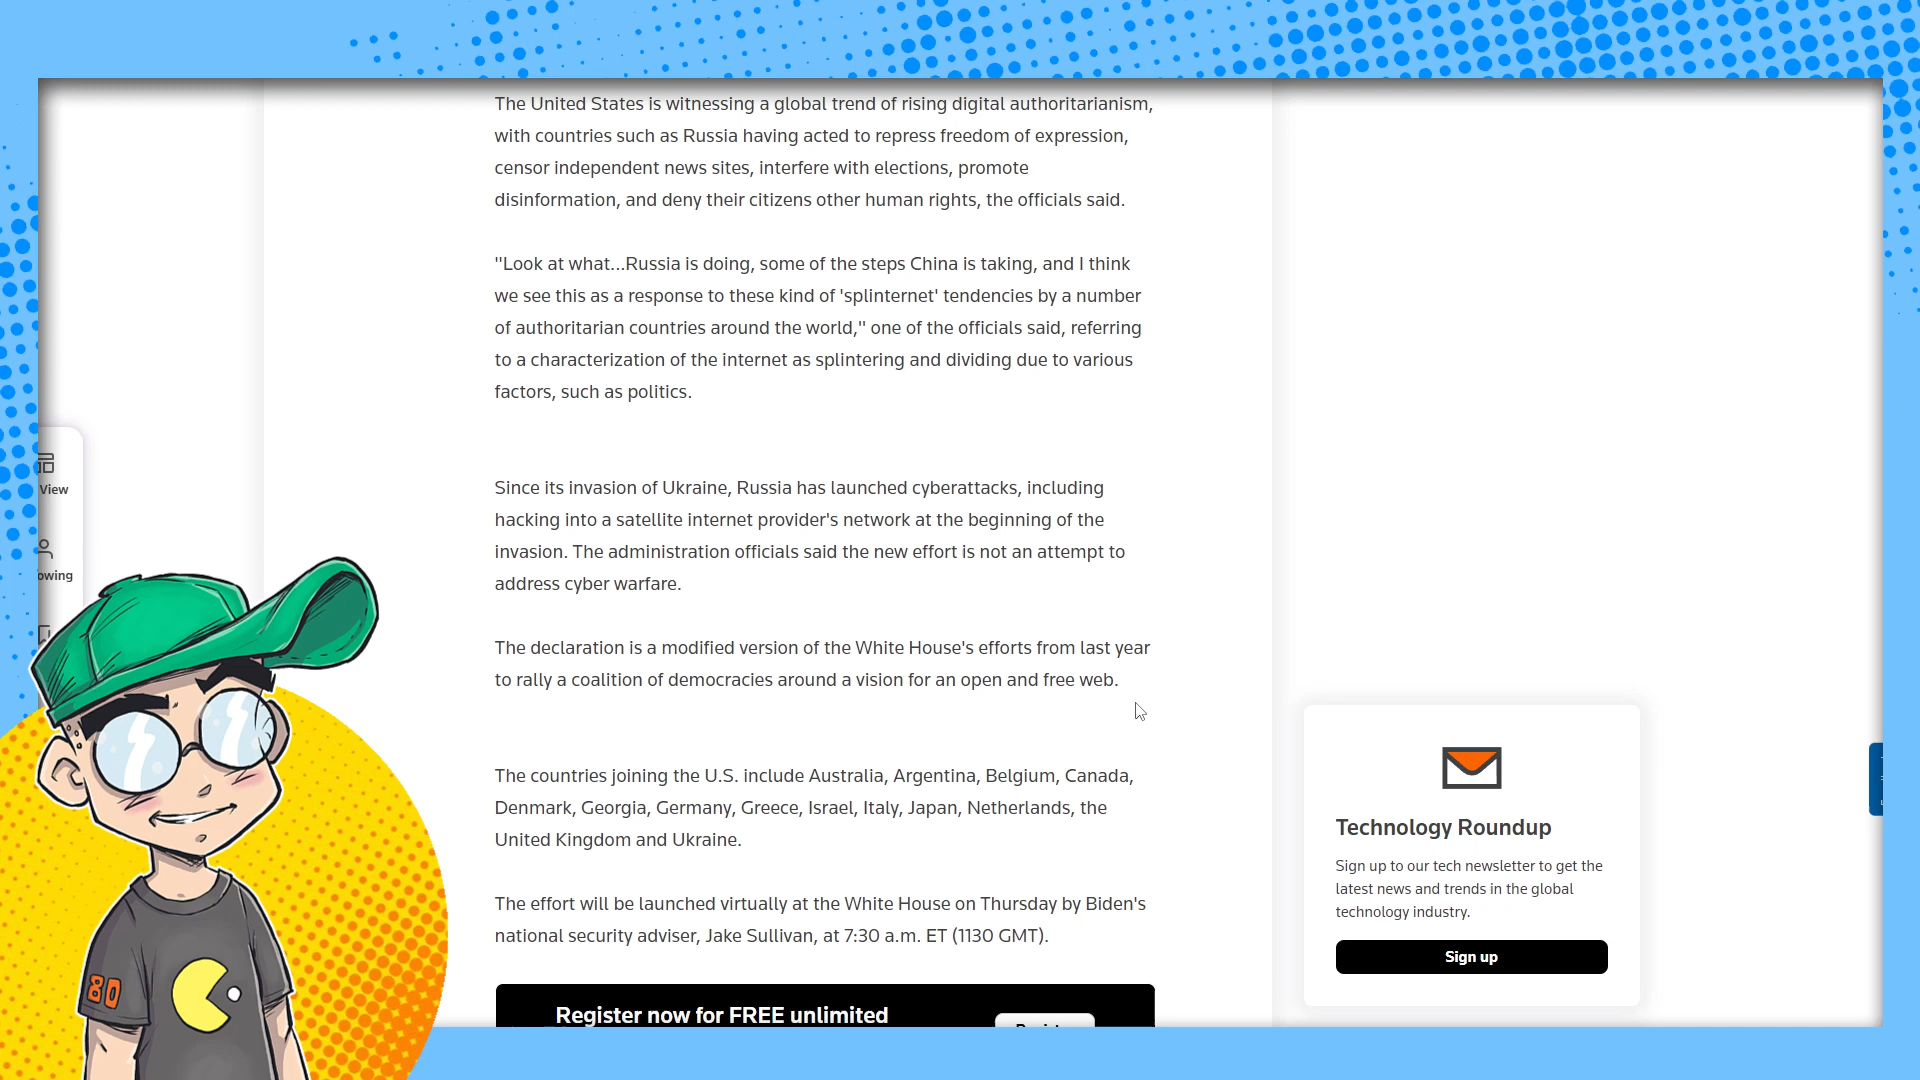 The United States is witnessing a global trend of rising digital authoritarianism,
with countries such as Russia having acted to repress freedom of expression,
censor independent news sites, interfere with elections, promote
disinformation, and deny their citizens other human rights, the officials said.
"Look at what...Russia is doing, some of the steps China is taking, and I think
we see this as a response to these kind of 'splinternet' tendencies by a number
of authoritarian countries around the world," one of the officials said, referring
to a characterization of the internet as splintering and dividing due to various
factors, such as politics.
View
Since its invasion of Ukraine, Russia has launched cyberattacks, including
hacking into a satellite internet provider's network at the beginning of the
invasion. The administration officials said the new effort is not an attempt to
address cyber warfare.
owing
The declaration is a modified version of the White House's efforts from last year
to rally a coalition of democracies around a vision for an open and free web.
The countries joining the U.S. include Australia, Argentina, Belgium, Canada,
Denmark, Georgia, Germany, Greece, Israel, Italy, Japan, Netherlands, the
United Kingdom and Ukraine.
The effort will be launched virtually at the White House on Thursday by Biden's
national security adviser, Jake Sullivan, at 7:30 a.m. ET (1130 GMT).
Register now for FREE unlimited
Technology Roundup
Sign up to our tech newsletter to get the
latest news and trends in the global
technology industry.
Sign up
80